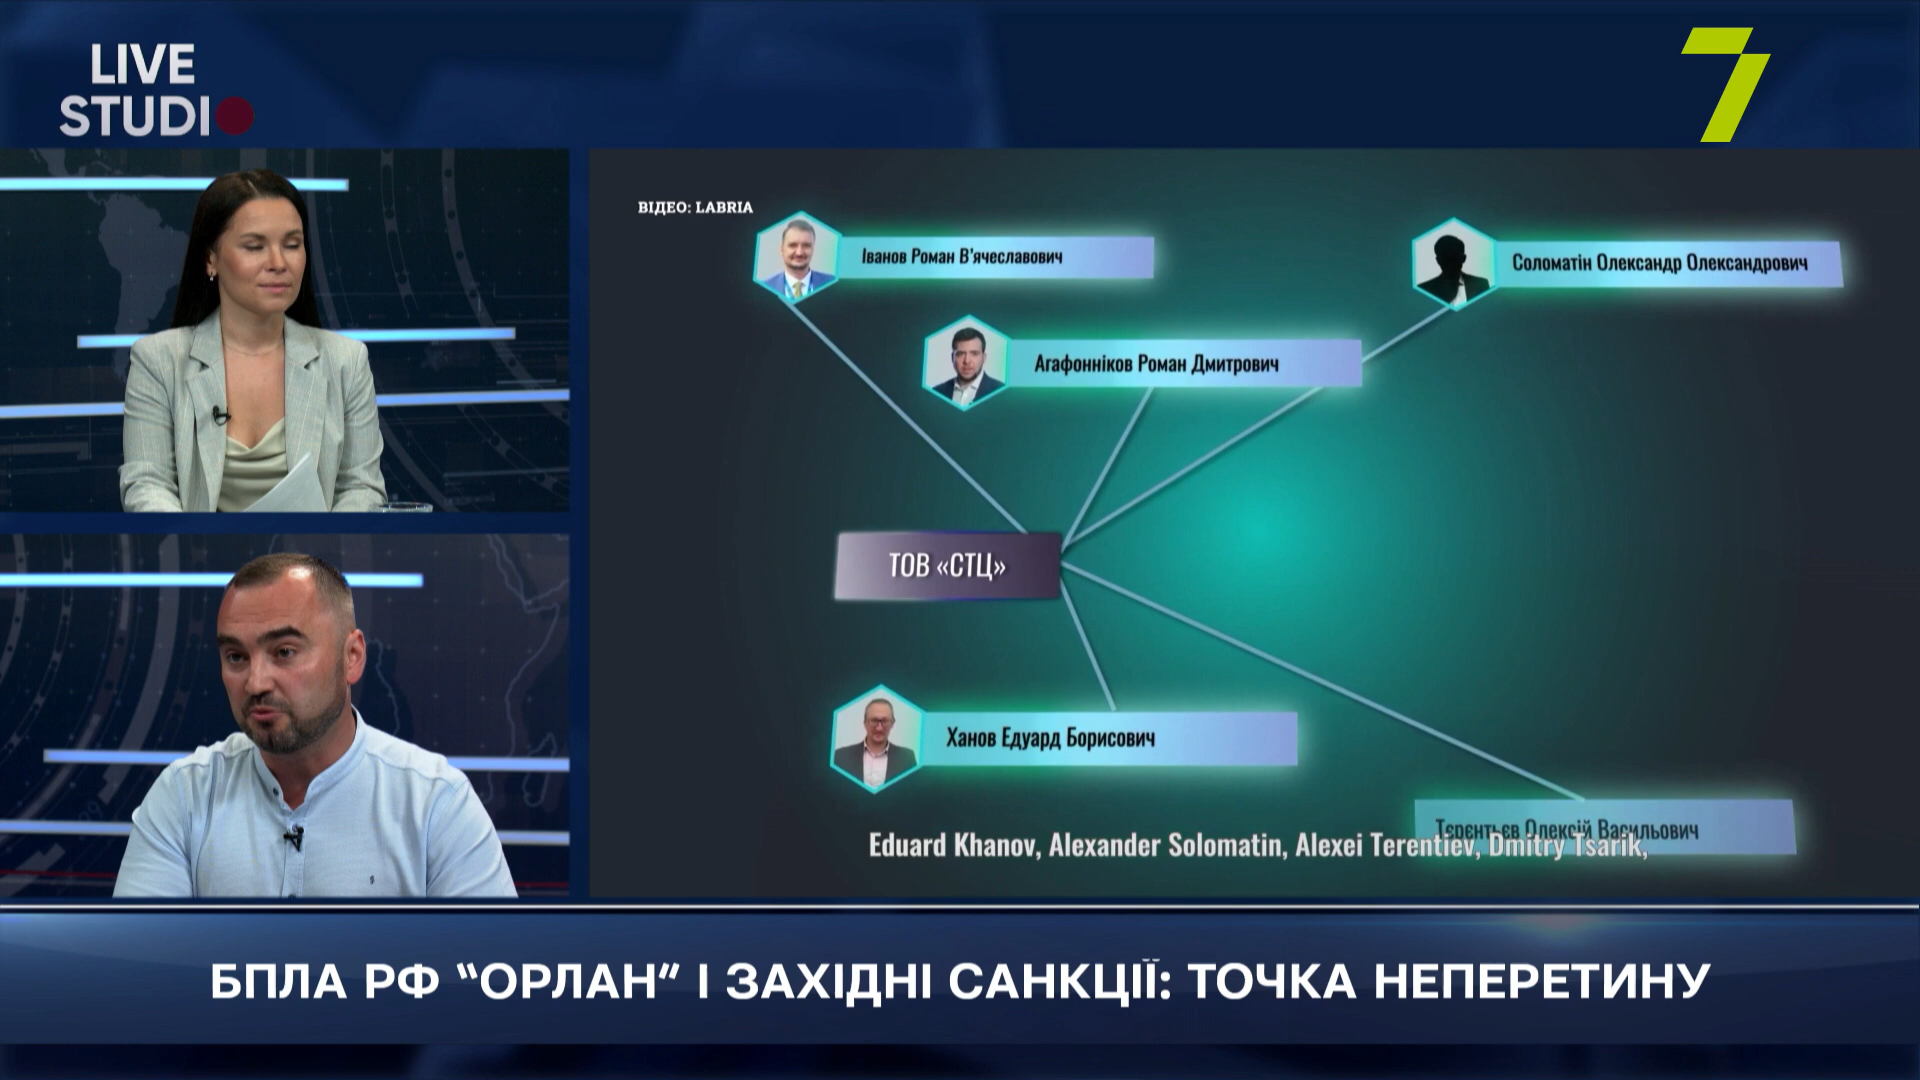 LIVE
STUDIO
7
ВІДЕО: LABRIA
Іванов Роман В'ячеславович
Соломатін Олександр Олександрович
Агафонніков Роман Дмитрович
ТОВ «СТЦ»
Ханов Едуард Борисович
Тєрєнтьєв Олексій Васильович
Eduard Khanov, Alexander Solomatin, Alexei Terentiev, Dmitry Tsarik,
БПЛА РФ “ОРЛАН” І ЗАХІДНІ САНКЦІЇ: ТОЧКА НЕПЕРЕТИНУ